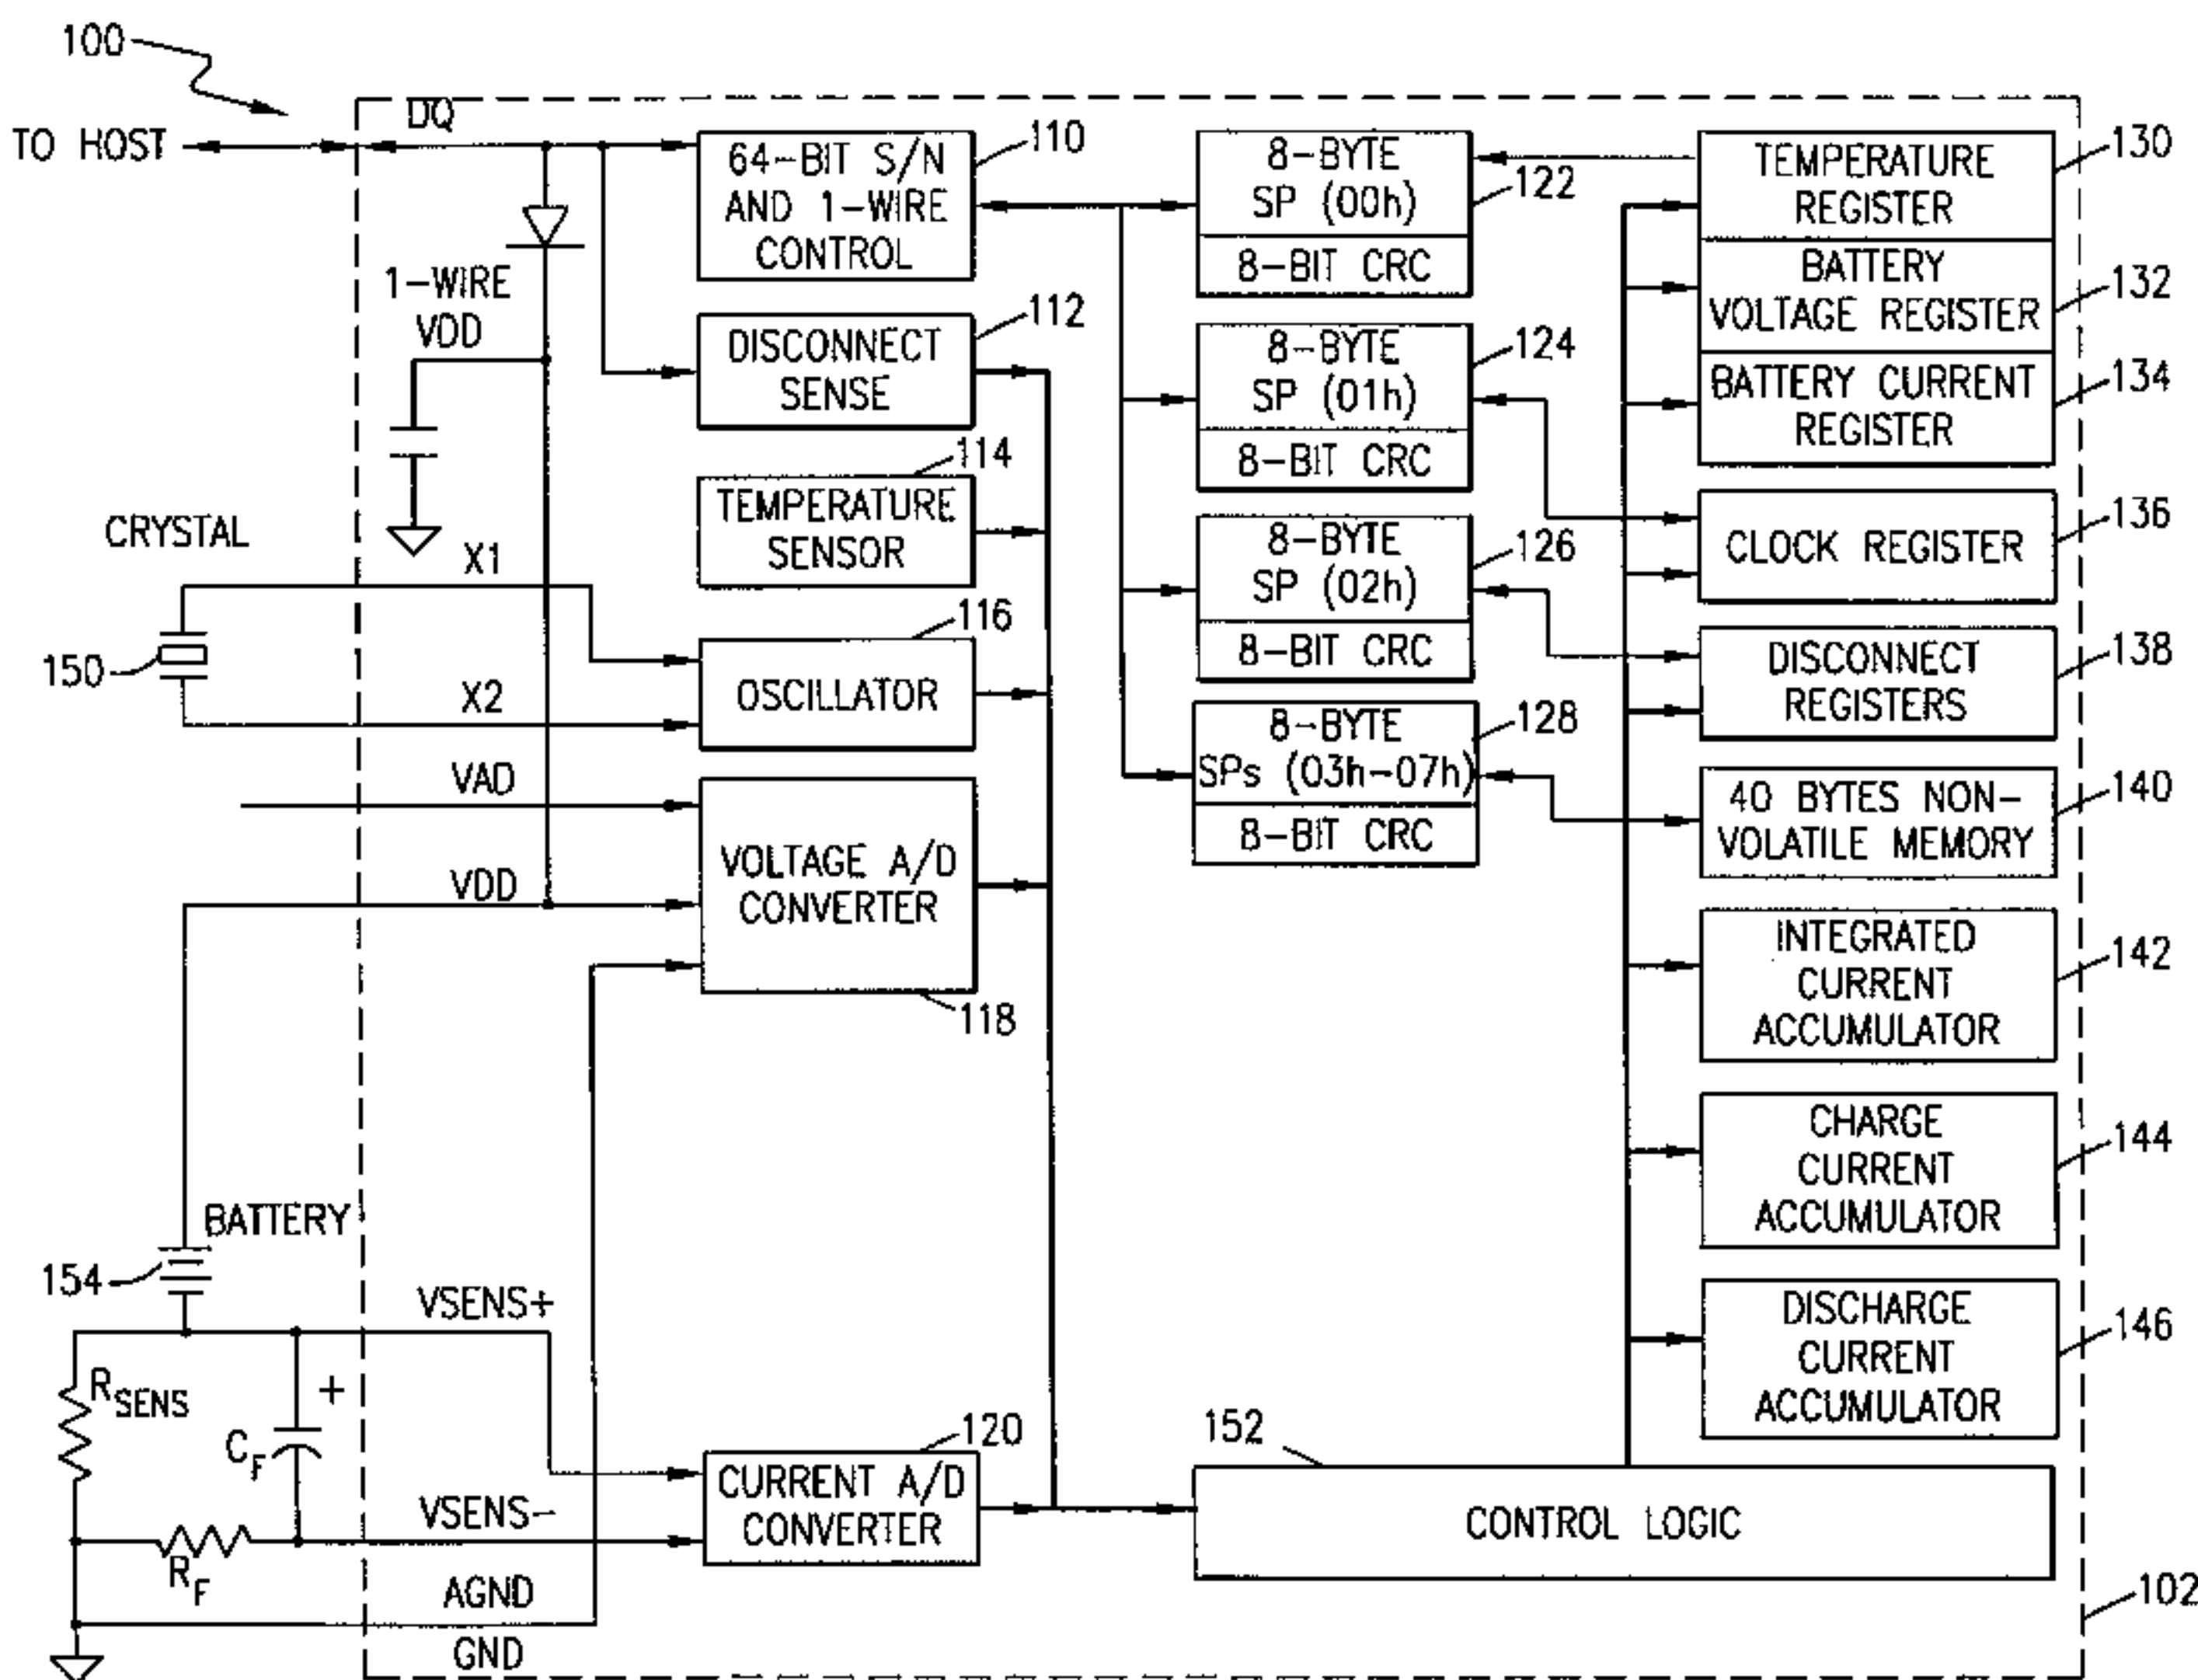 100
TO HOST
DQ
64-BIT S/N
AND 1-WIRE
CONTROL
110
1-WIRE
VDD
DISCONNECT
SENSE
112
TEMPERATURE
SENSOR
114
CRYSTAL
X1
150
X2
OSCILLATOR
116
VAD
VDD
VOLTAGE A/D
CONVERTER
118
BATTERY
154
VSENS+
RSENS
+
CF
VSENS-
RF
CURRENT A/D
CONVERTER
120
AGND
GND
8-BYTE
SP (00h)
8-BIT CRC
122
8-BYTE
SP (01h)
8-BIT CRC
124
8-BYTE
SP (02h)
8-BIT CRC
126
8-BYTE
SPs (03h-07h)
8-BIT CRC
128
TEMPERATURE
REGISTER
130
BATTERY
VOLTAGE REGISTER
132
BATTERY CURRENT
REGISTER
134
CLOCK REGISTER
136
DISCONNECT
REGISTERS
138
40 BYTES NON-
VOLATILE MEMORY
140
INTEGRATED
CURRENT
ACCUMULATOR
142
CHARGE
CURRENT
ACCUMULATOR
144
DISCHARGE
CURRENT
ACCUMULATOR
146
152
CONTROL LOGIC
102